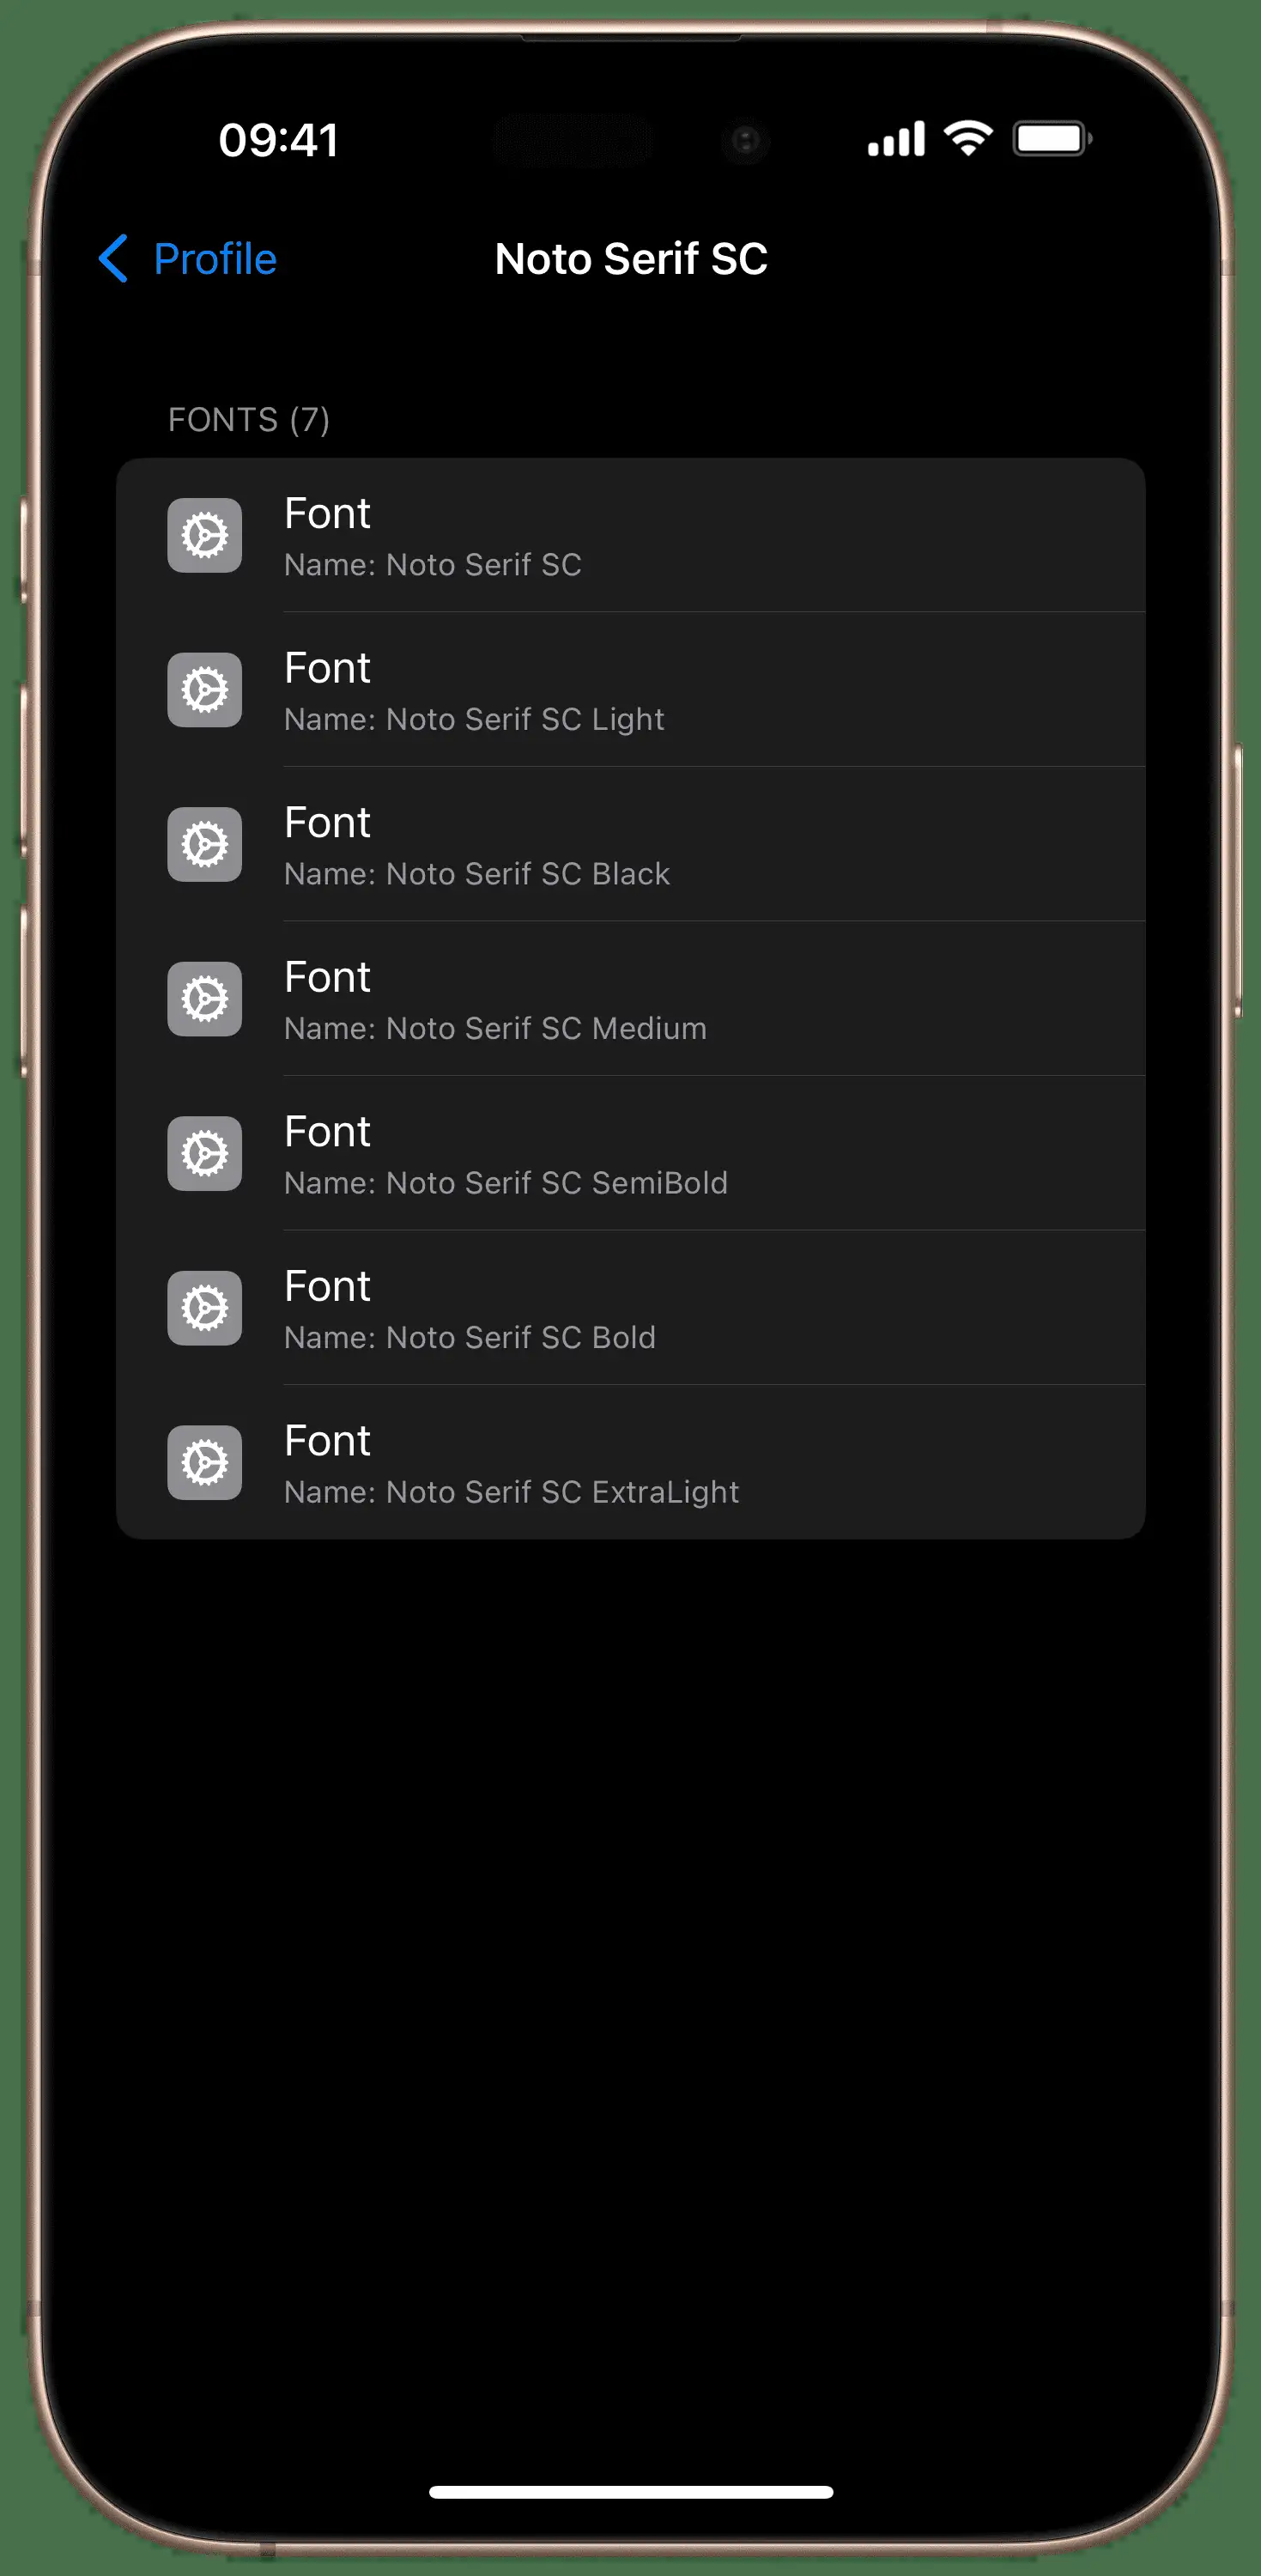 09:41
Profile
Noto Serif SC
FONTS (7)
Font
Name: Noto Serif SC
Font
Name: Noto Serif SC Light
Font
Name: Noto Serif SC Black
Font
Name: Noto Serif SC Medium
Font
Name: Noto Serif SC SemiBold
Font
Name: Noto Serif SC Bold
Font
Name: Noto Serif SC ExtraLight